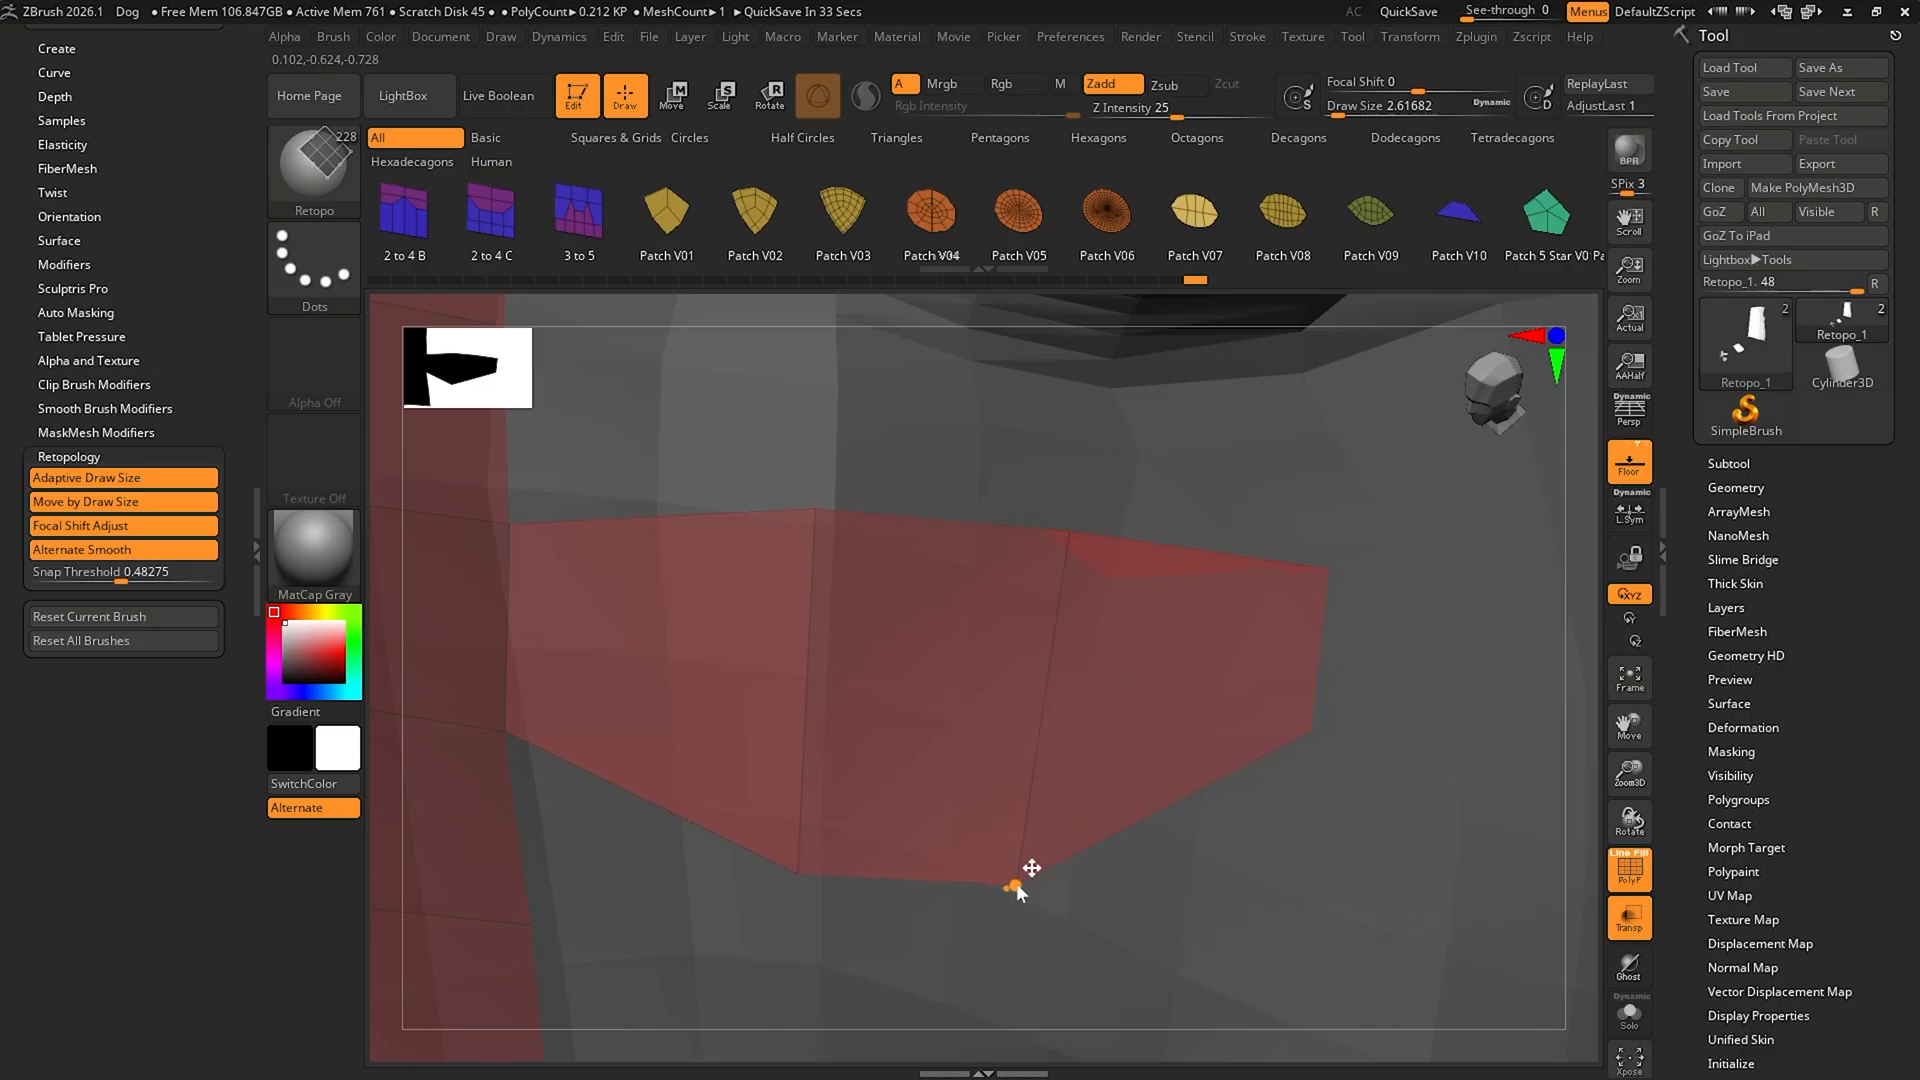 ZBrush 2026.1 Dog ● Free Mem 106.847GB ● Active Mem 761 ● Scratch Disk 45 ● ● PolyCount► 0.212 KP ● MeshCount► 1 ►QuickSave In 33 Secs AC QuickSave See-through 0 Menus DefaultZScript
Alpha Brush Color Document Draw Dynamics Edit File Layer Light Macro Marker Material Movie Picker Preferences Render Stencil Stroke Texture Tool Transform Zplugin Zscript Help
0.102,-0.624,-0.728
Create
Curve
Depth
Samples
Elasticity
FiberMesh
Twist
Orientation
Surface
Modifiers
Sculptris Pro
Auto Masking
Tablet Pressure
Alpha and Texture
Clip Brush Modifiers
Smooth Brush Modifiers
MaskMesh Modifiers
Retopology
Adaptive Draw Size
Move by Draw Size
Focal Shift Adjust
Alternate Smooth
Snap Threshold 0.48275
Reset Current Brush
Reset All Brushes
Home Page LightBox Live Boolean Edit Draw Move Scale Rotate
A Mrgb Rgb M Zadd Zsub Zcut
Rgb Intensity Z Intensity 25
Focal Shift 0
Draw Size 2.61682 Dynamic
S D
ReplayLast
AdjustLast 1
228
Retopo
Dots
Alpha Off
Texture Off
MatCap Gray
Gradient
SwitchColor
Alternate
All Basic Squares & Grids Circles Half Circles Triangles Pentagons Hexagons Octagons Decagons Dodecagons Tetradecagons
Hexadecagons Human
2 to 4 B 2 to 4 C 3 to 5 Patch V01 Patch V02 Patch V03 Patch V04 Patch V05 Patch V06 Patch V07 Patch V08 Patch V09 Patch V10 Patch 5 Star V0 Pa
BPR
SPix 3
Scroll
Zoom
Actual
AAHalf
Dynamic
Persp
Floor
Dynamic
L.Sym
XYZ
Frame
Move
Zoom3D
Rotate
Line Fill
PolyF
Transp
Ghost
Dynamic
Solo
Xpose
Tool
Load Tool Save As
Save Save Next
Load Tools From Project
Copy Tool Paste Tool
Import Export
Clone Make PolyMesh3D
GoZ All Visible R
GoZ To iPad
Lightbox►Tools
Retopo_1. 48 R
2 2
Retopo_1
Retopo_1 Cylinder3D
SimpleBrush
Subtool
Geometry
ArrayMesh
NanoMesh
Slime Bridge
Thick Skin
Layers
FiberMesh
Geometry HD
Preview
Surface
Deformation
Masking
Visibility
Polygroups
Contact
Morph Target
Polypaint
UV Map
Texture Map
Displacement Map
Normal Map
Vector Displacement Map
Display Properties
Unified Skin
Initialize